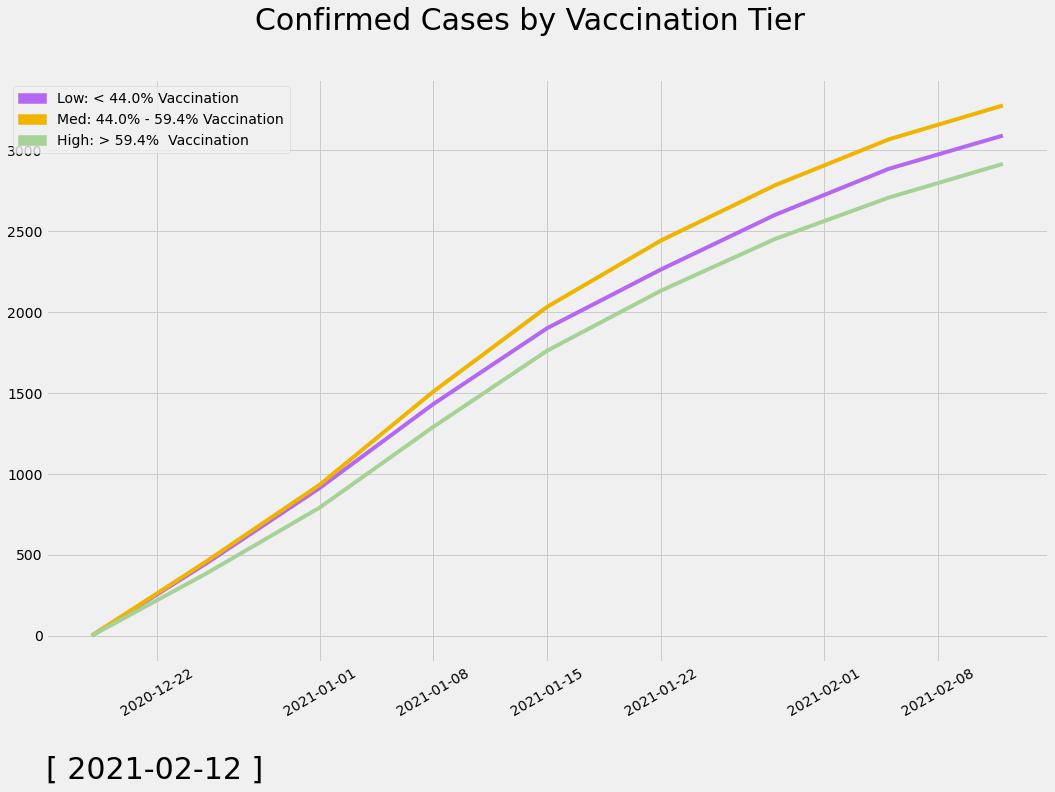 Confirmed Cases by Vaccination Tier
Low: < 44.0% Vaccination
Med: 44.0% - 59.4% Vaccination
High: > 59.4%  Vaccination
3000
2500
2000
1500
1000
500
0
2020-12-22
2021-01-01
2021-01-08
2021-01-15
2021-01-22
2021-02-01
2021-02-08
[ 2021-02-12 ]